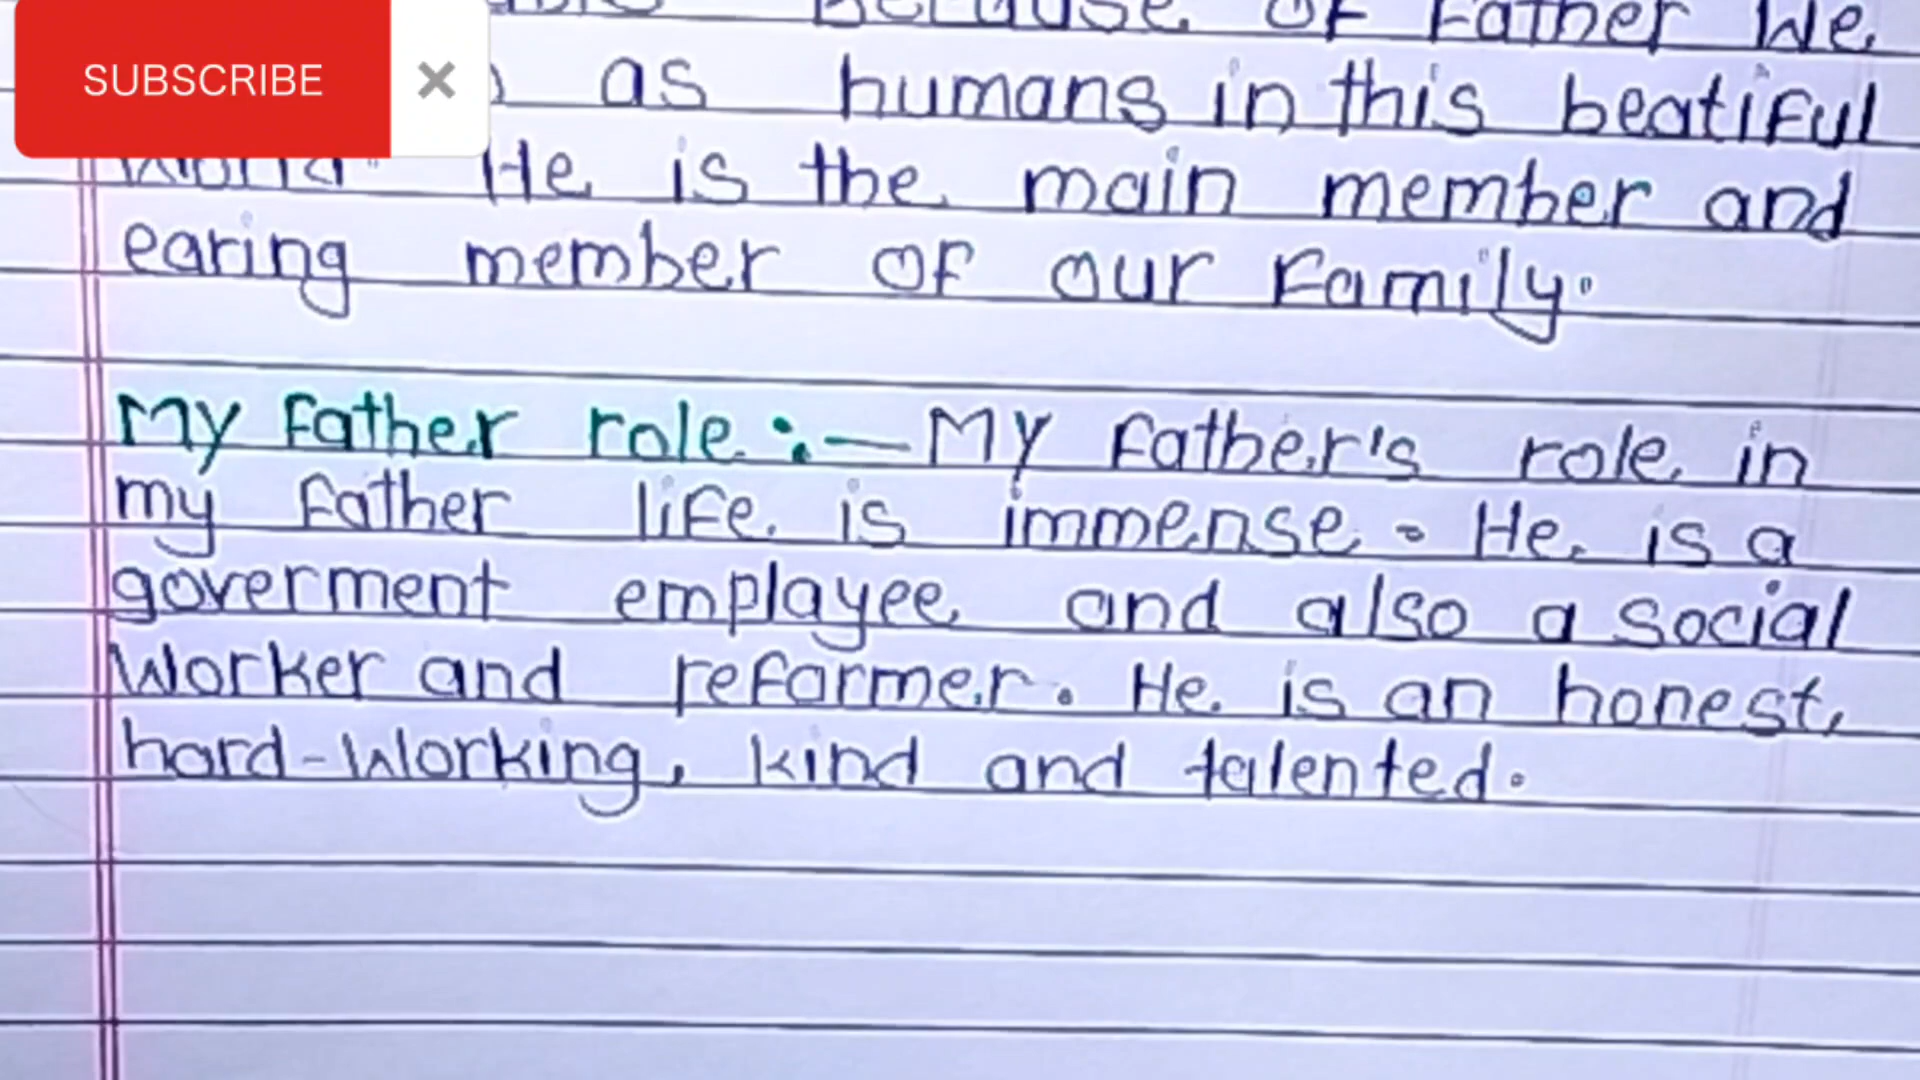 Because of Father We
SUBSCRIBE
as humans in this beatiful
World. He is the main member and
earing member of our Family.
My Father role :- My Father's role in
my Father life is immense. He is a
goverment emplayee and also a social
Worker and reformer. He is an honest,
hard-Working, kind and talented.